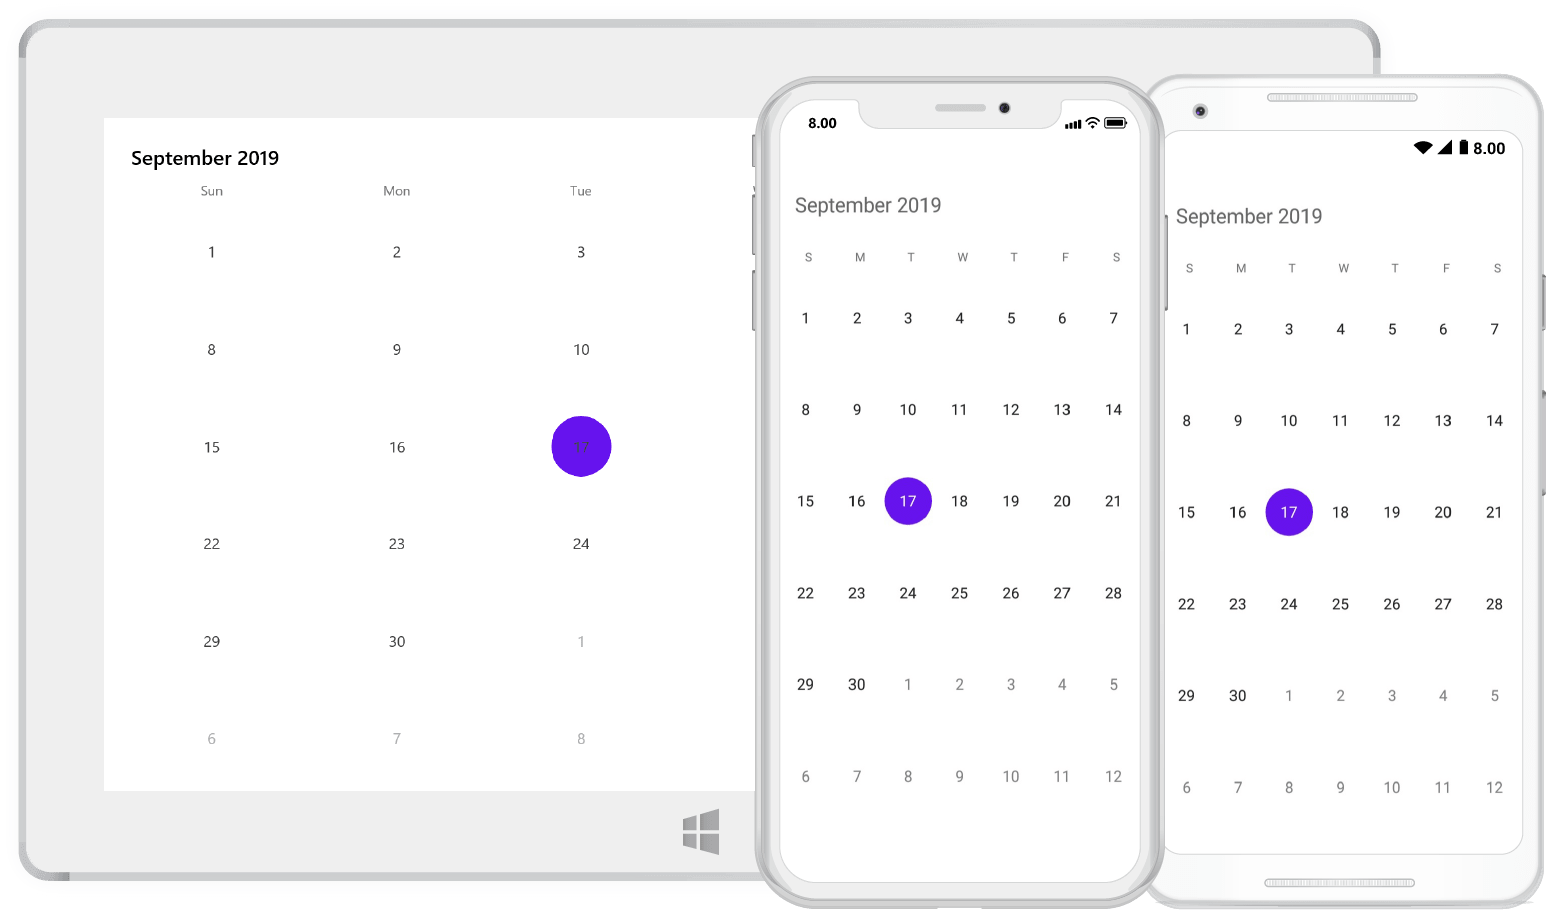 September 2019
Sun Mon Tue
1 2 3
8 9 10
15 16 17
22 23 24
29 30 1
6 7 8
8.00
September 2019
S M T W T F S
1 2 3 4 5 6 7
8 9 10 11 12 13 14
15 16 17 18 19 20 21
22 23 24 25 26 27 28
29 30 1 2 3 4 5
6 7 8 9 10 11 12
8.00
September 2019
S M T W T F S
1 2 3 4 5 6 7
8 9 10 11 12 13 14
15 16 17 18 19 20 21
22 23 24 25 26 27 28
29 30 1 2 3 4 5
6 7 8 9 10 11 12